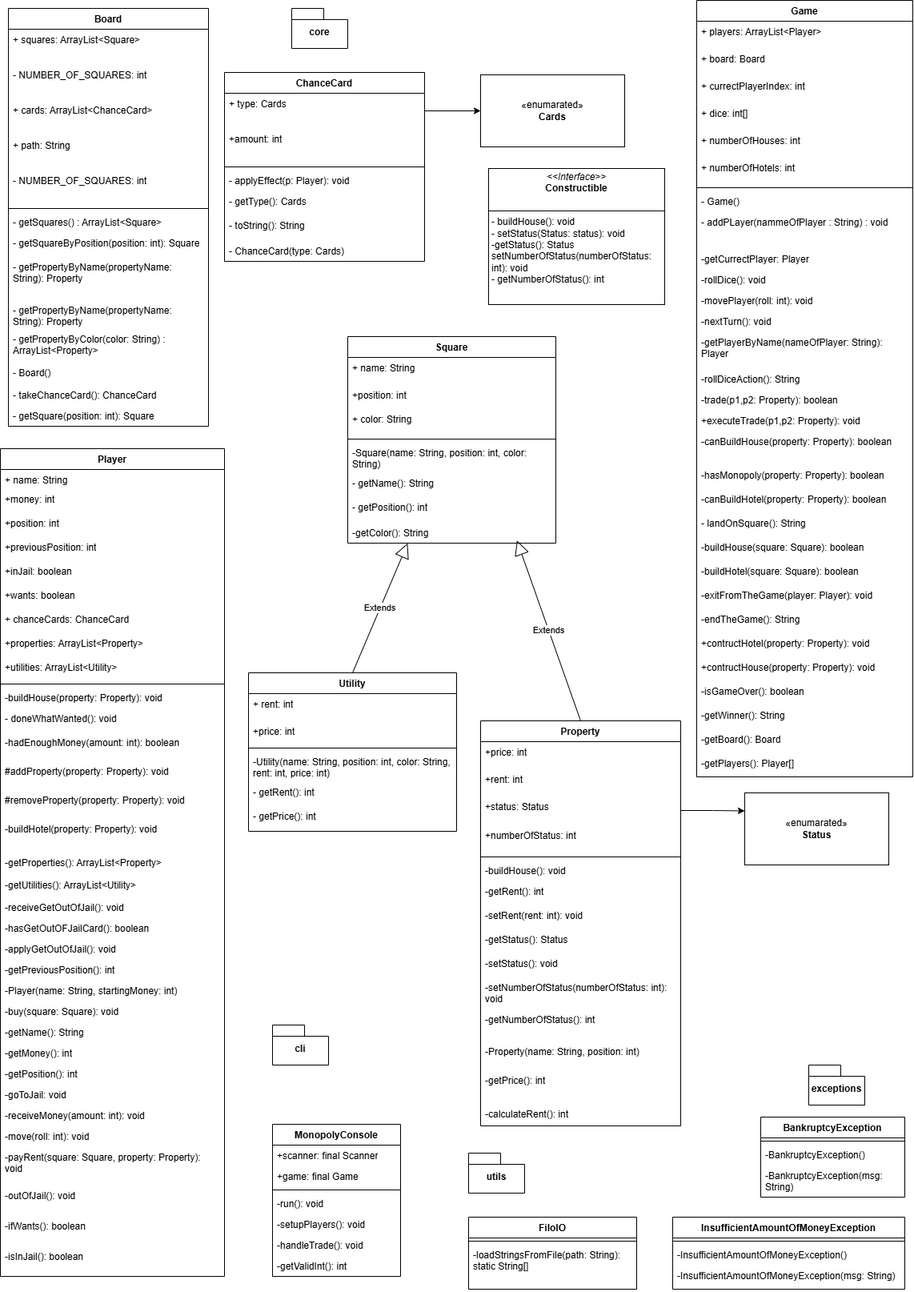 Board
+ squares: ArrayList<Square>
- NUMBER_OF_SQUARES: int
+ cards: ArrayList<ChanceCard>
+ path: String
- NUMBER_OF_SQUARES: int
- getSquares() : ArrayList<Square>
- getSquareByPosition(position: int): Square
- getPropertyByName(propertyName:
String): Property
- getPropertyByName(propertyName:
String): Property
- getPropertyByColor(color: String) :
ArrayList<Property>
- Board()
- takeChanceCard(): ChanceCard
- getSquare(position: int): Square
core
ChanceCard
+ type: Cards
+amount: int
- applyEffect(p: Player): void
- getType(): Cards
- toString(): String
- ChanceCard(type: Cards)
«enumarated»
Cards
<<Interface>>
Constructible
- buildHouse(): void
- setStatus(Status: status): void
-getStatus(): Status
setNumberOfStatus(numberOfStatus:
int): void
- getNumberOfStatus(): int
Game
+ players: ArrayList<Player>
+ board: Board
+ currectPlayerIndex: int
+ dice: int[]
+ numberOfHouses: int
+ numberOfHotels: int
- Game()
- addPLayer(nammeOfPlayer : String) : void
-getCurrectPlayer: Player
-rollDice(): void
-movePlayer(roll: int): void
-nextTurn(): void
-getPlayerByName(nameOfPlayer: String):
Player
-rollDiceAction(): String
-trade(p1,p2: Property): boolean
+executeTrade(p1,p2: Property): void
-canBuildHouse(property: Property): boolean
-hasMonopoly(property: Property): boolean
-canBuildHotel(property: Property): boolean
- landOnSquare(): String
-buildHouse(square: Square): boolean
-buildHotel(square: Square): boolean
-exitFromTheGame(player: Player): void
-endTheGame(): String
+contructHotel(property: Property): void
+contructHouse(property: Property): void
-isGameOver(): boolean
-getWinner(): String
-getBoard(): Board
-getPlayers(): Player[]
Square
+ name: String
+position: int
+ color: String
-Square(name: String, position: int, color:
String)
- getName(): String
- getPosition(): int
-getColor(): String
Extends
Extends
Player
+ name: String
+money: int
+position: int
+previousPosition: int
+inJail: boolean
+wants: boolean
+ chanceCards: ChanceCard
+properties: ArrayList<Property>
+utilities: ArrayList<Utility>
-buildHouse(property: Property): void
- doneWhatWanted(): void
-hadEnoughMoney(amount: int): boolean
#addProperty(property: Property): void
#removeProperty(property: Property): void
-buildHotel(property: Property): void
-getProperties(): ArrayList<Property>
-getUtilities(): ArrayList<Utility>
-receiveGetOutOfJail(): void
-hasGetOutOFJailCard(): boolean
-applyGetOutOfJail(): void
-getPreviousPosition(): int
-Player(name: String, startingMoney: int)
-buy(square: Square): void
-getName(): String
-getMoney(): int
-getPosition(): int
-goToJail: void
-receiveMoney(amount: int): void
-move(roll: int): void
-payRent(square: Square, property: Property):
void
-outOfJail(): void
-ifWants(): boolean
-isInJail(): boolean
Utility
+ rent: int
+price: int
-Utility(name: String, position: int, color: String,
rent: int, price: int)
- getRent(): int
- getPrice(): int
Property
+price: int
+rent: int
+status: Status
+numberOfStatus: int
-buildHouse(): void
-getRent(): int
-setRent(rent: int): void
-getStatus(): Status
-setStatus(): void
-setNumberOfStatus(numberOfStatus: int):
void
-getNumberOfStatus(): int
-Property(name: String, position: int)
-getPrice(): int
-calculateRent(): int
«enumarated»
Status
cli
MonopolyConsole
+scanner: final Scanner
+game: final Game
-run(): void
-setupPlayers(): void
-handleTrade(): void
-getValidInt(): int
utils
FiloIO
-loadStringsFromFile(path: String):
static String[]
exceptions
BankruptcyException
-BankruptcyException()
-BankruptcyException(msg:
String)
InsufficientAmountOfMoneyException
-InsufficientAmountOfMoneyException()
-InsufficientAmountOfMoneyException(msg: String)